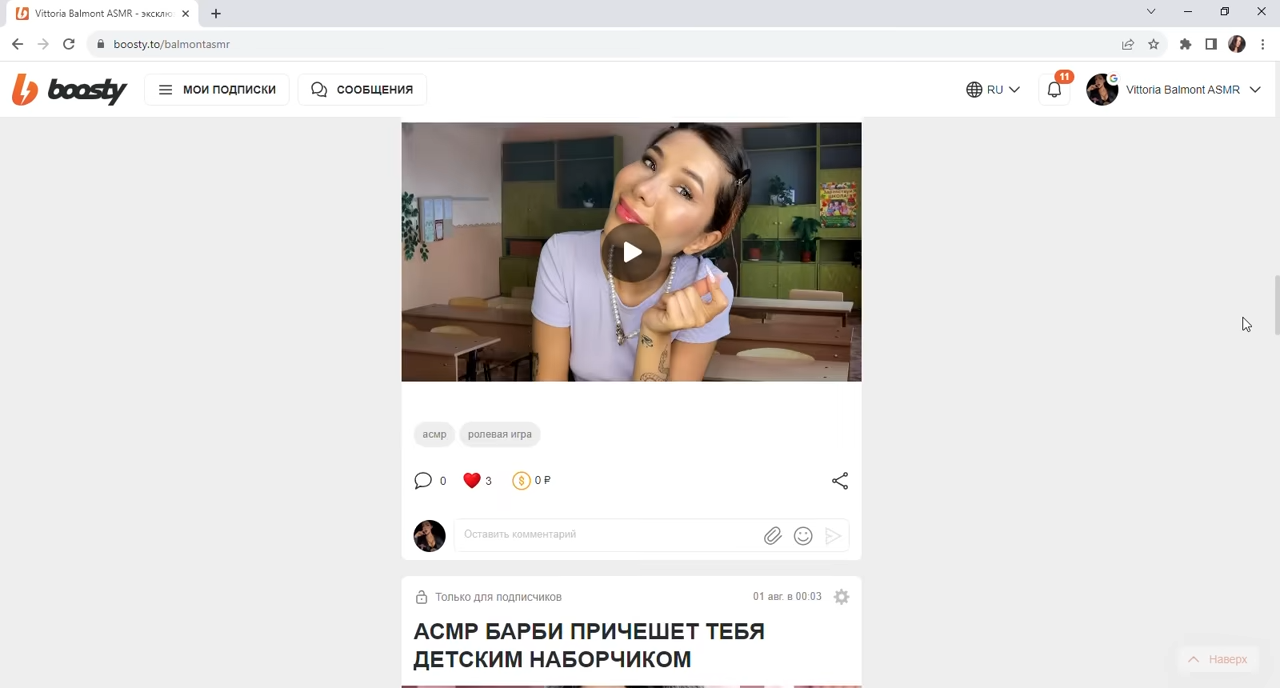 Vittoria Balmont ASMR - эксклю
boosty.to/balmontasmr
boosty
МОИ ПОДПИСКИ
СООБЩЕНИЯ
RU
11
Vittoria Balmont ASMR
асмр
ролевая игра
0
3
0 ₽
Оставить комментарий
Только для подписчиков
01 авг. в 00:03
АСМР БАРБИ ПРИЧЕШЕТ ТЕБЯ
ДЕТСКИМ НАБОРЧИКОМ
Наверх